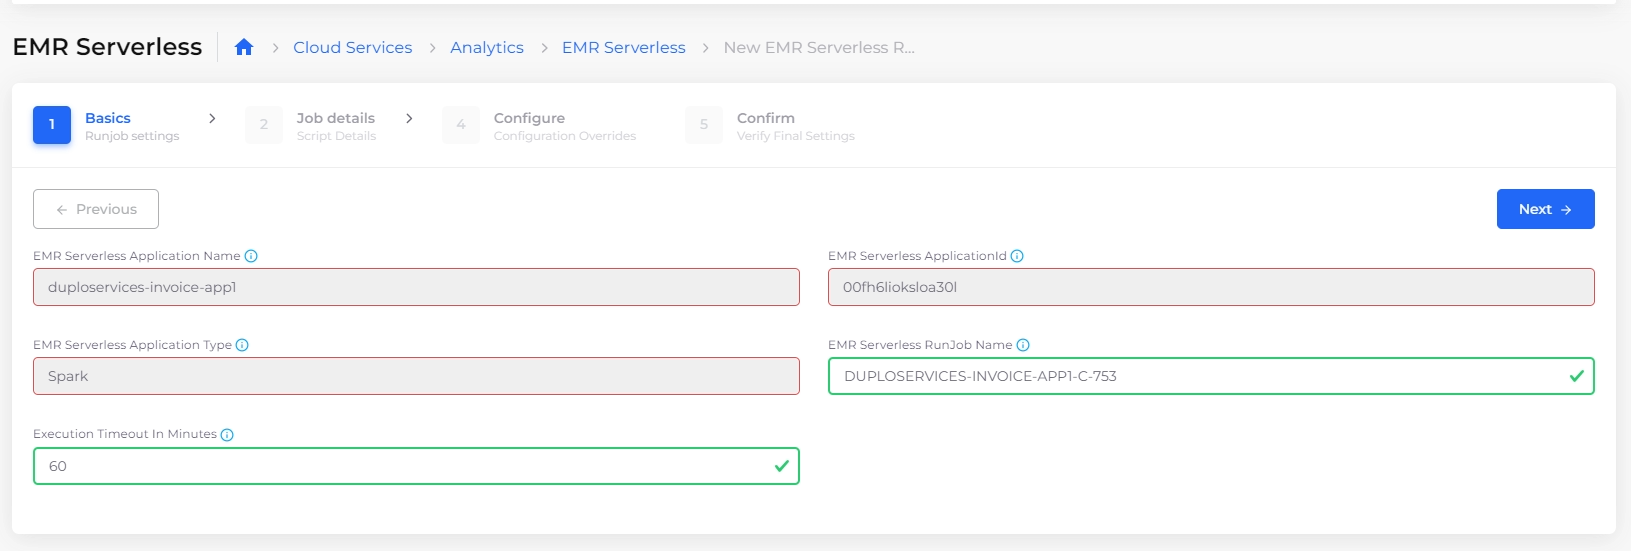 EMR Serverless
Cloud Services
Analytics
EMR Serverless
New EMR Serverless R...
1
Basics
Runjob settings
2
Job details
Script Details
4
Configure
Configuration Overrides
5
Confirm
Verify Final Settings
Previous
Next
EMR Serverless Application Name
duploservices-invoice-app1
EMR Serverless ApplicationId
00fh6lioksloa30l
EMR Serverless Application Type
Spark
EMR Serverless RunJob Name
DUPLOSERVICES-INVOICE-APP1-C-753
Execution Timeout In Minutes
60